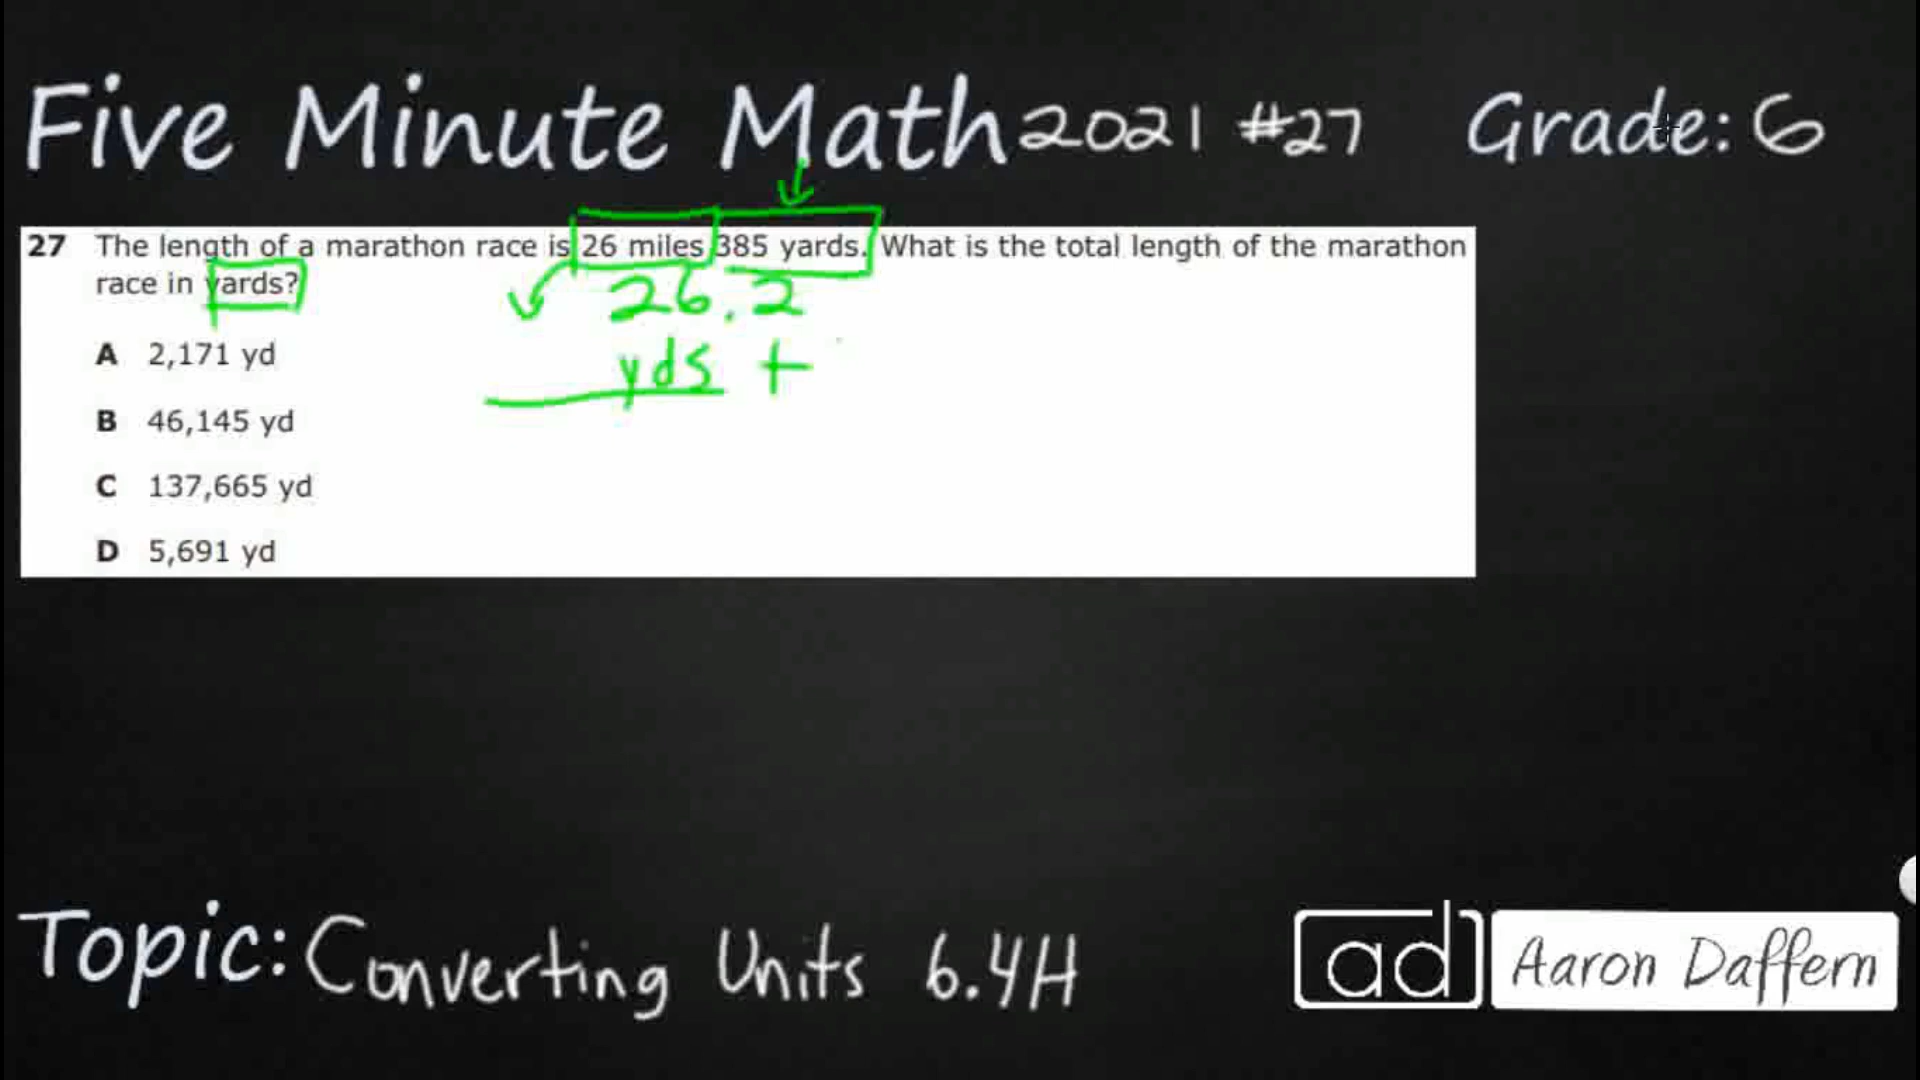 Five Minute Math 2021 #27 Grade: 6
27 The length of a marathon race is 26 miles 385 yards. What is the total length of the marathon
race in yards?
26.2
yds +
A 2,171 yd
B 46,145 yd
C 137,665 yd
D 5,691 yd
Topic: Converting Units 6.4H
ad Aaron Daffern